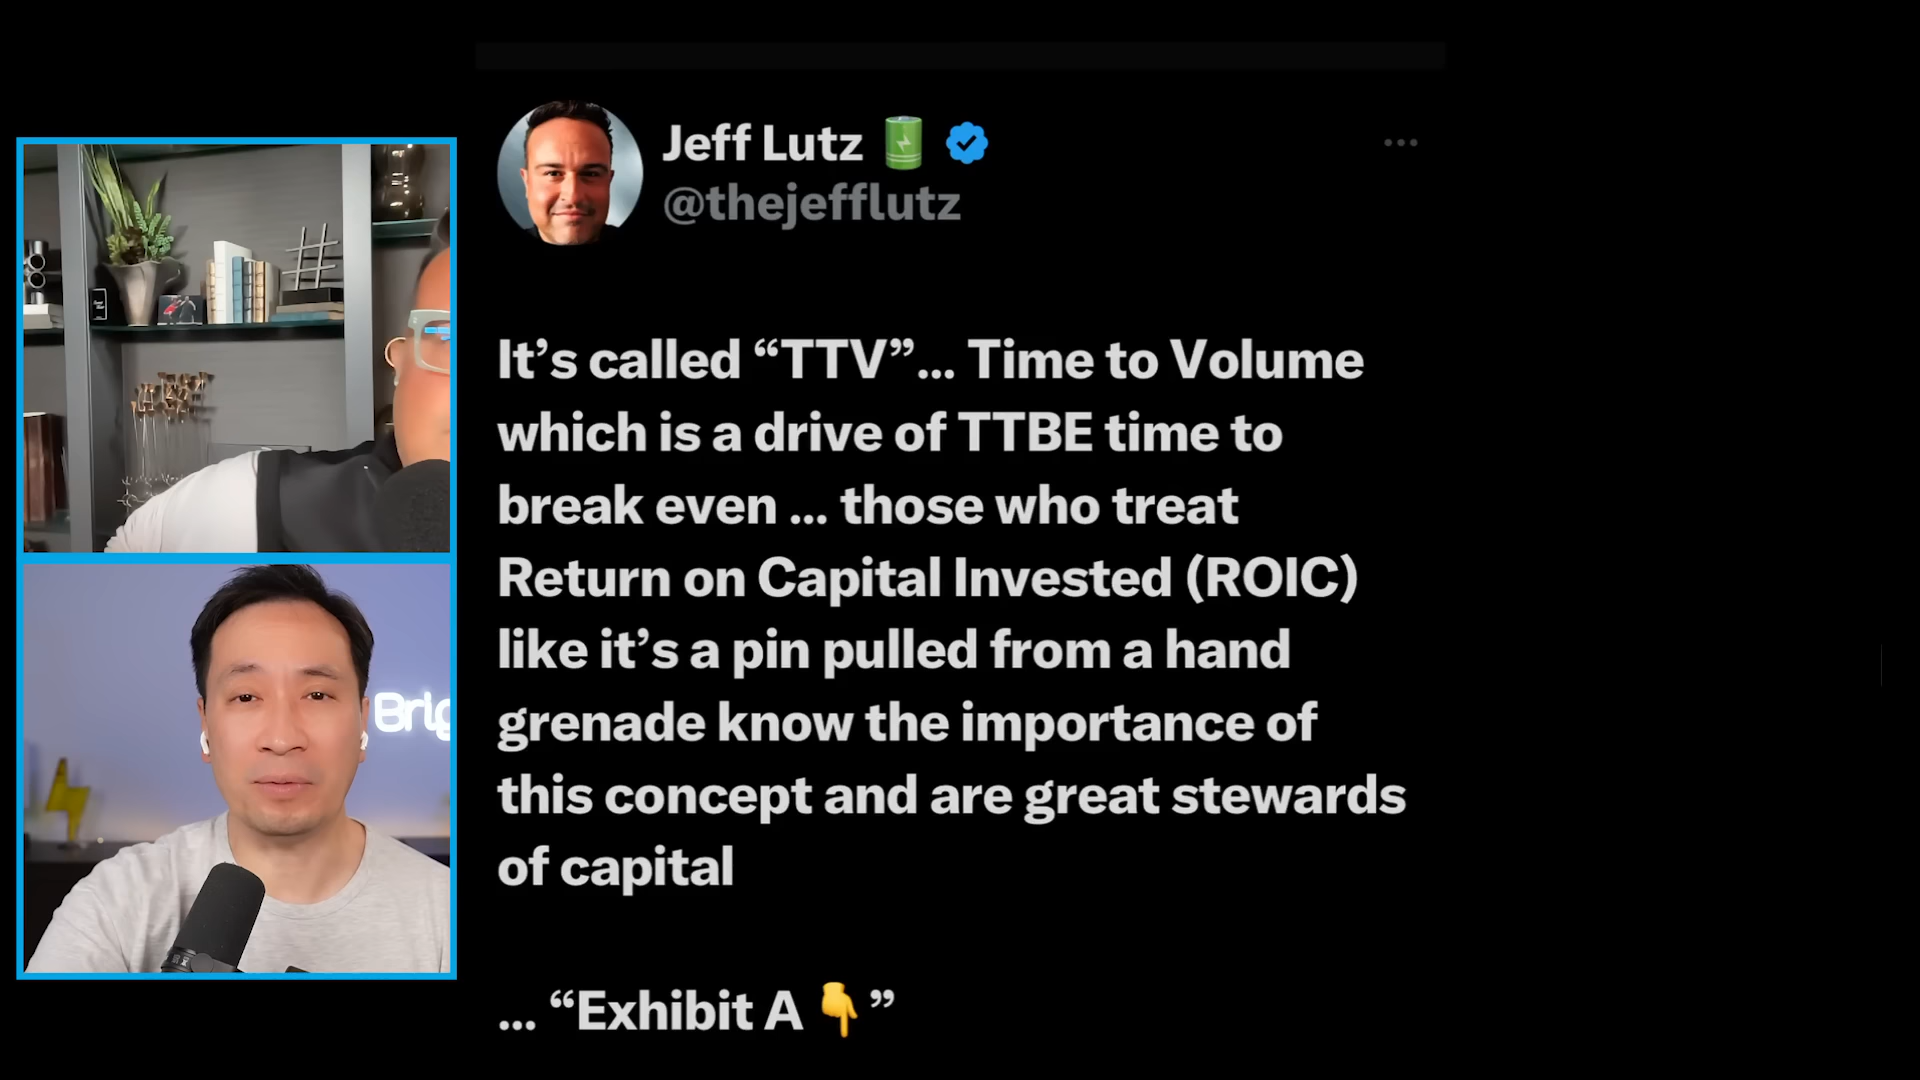 Jeff Lutz 🔋
@thejefflutz
It’s called “TTV”... Time to Volume
which is a drive of TTBE time to
break even ... those who treat
Return on Capital Invested (ROIC)
like it’s a pin pulled from a hand
grenade know the importance of
this concept and are great stewards
of capital
... “Exhibit A 👇”
Brig